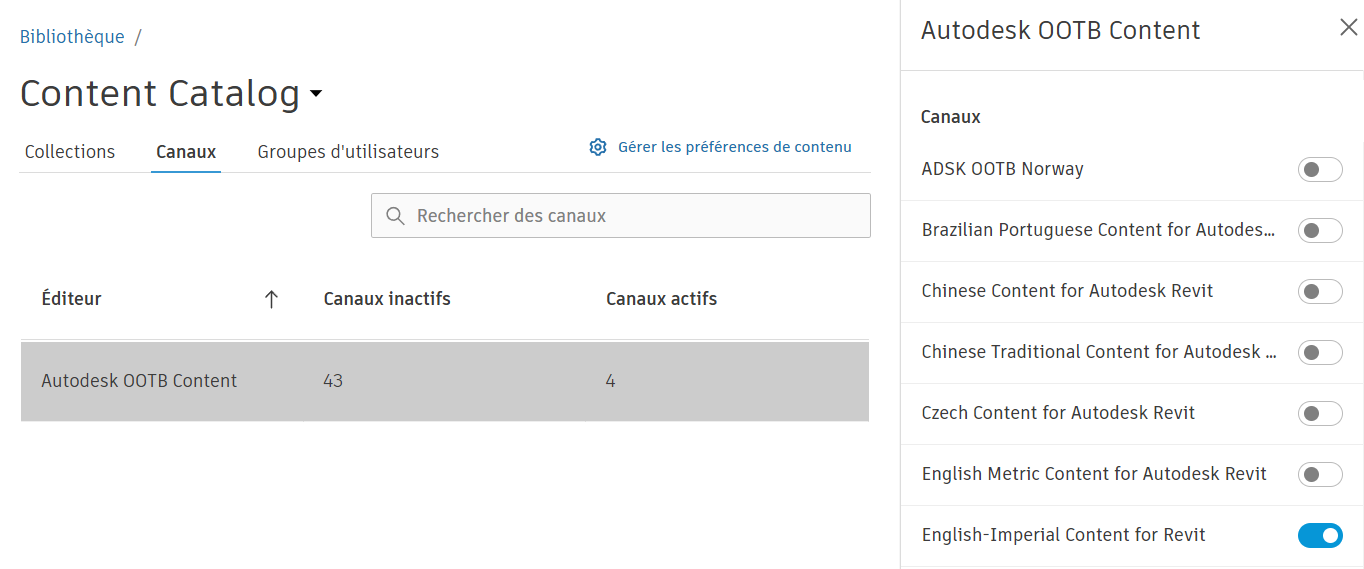 Bibliothèque /
Content Catalog
Collections Canaux Groupes d'utilisateurs Gérer les préférences de contenu
Rechercher des canaux
Éditeur Canaux inactifs Canaux actifs
Autodesk OOTB Content 43 4
Autodesk OOTB Content
Canaux
ADSK OOTB Norway
Brazilian Portuguese Content for Autodes...
Chinese Content for Autodesk Revit
Chinese Traditional Content for Autodesk ...
Czech Content for Autodesk Revit
English Metric Content for Autodesk Revit
English-Imperial Content for Revit